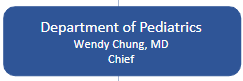 Department of Pediatrics
Wendy Chung, MD
Chief